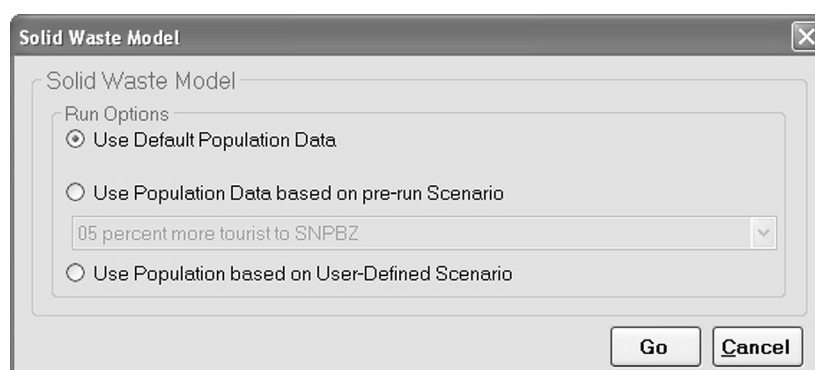 Solid Waste Model
Solid Waste Model
Run Options
Use Default Population Data
Use Population Data based on pre-run Scenario
05 percent more tourist to SNPBZ
Use Population based on User-Defined Scenario
Go Cancel